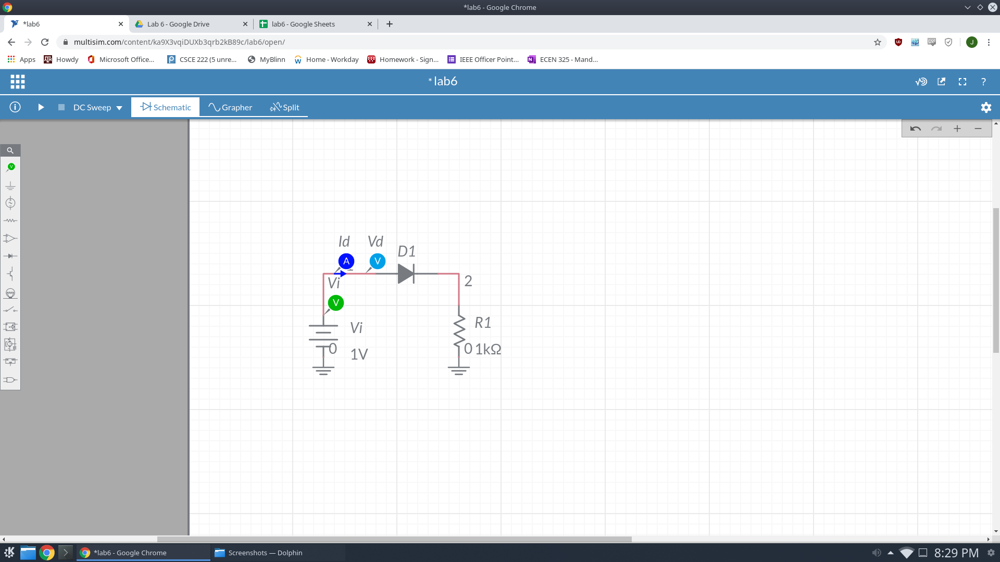 *lab6 - Google Chrome
*lab6
Lab 6 - Google Drive
lab6 - Google Sheets
multisim.com/content/ka9X3vqiDUXb3qrb2kB89c/lab6/open/
J
Apps
Howdy
Microsoft Office...
CSCE 222 (5 unre...
MyBlinn
Home - Workday
Homework - Sign...
IEEE Officer Point...
ECEN 325 - Mand...
*lab6
DC Sweep
Schematic
Grapher
Split
V
Id
Vd
D1
A
V
Vi
2
V
Vi
R1
0
1V
0
1kΩ
*lab6 - Google Chrome
Screenshots — Dolphin
8:29 PM